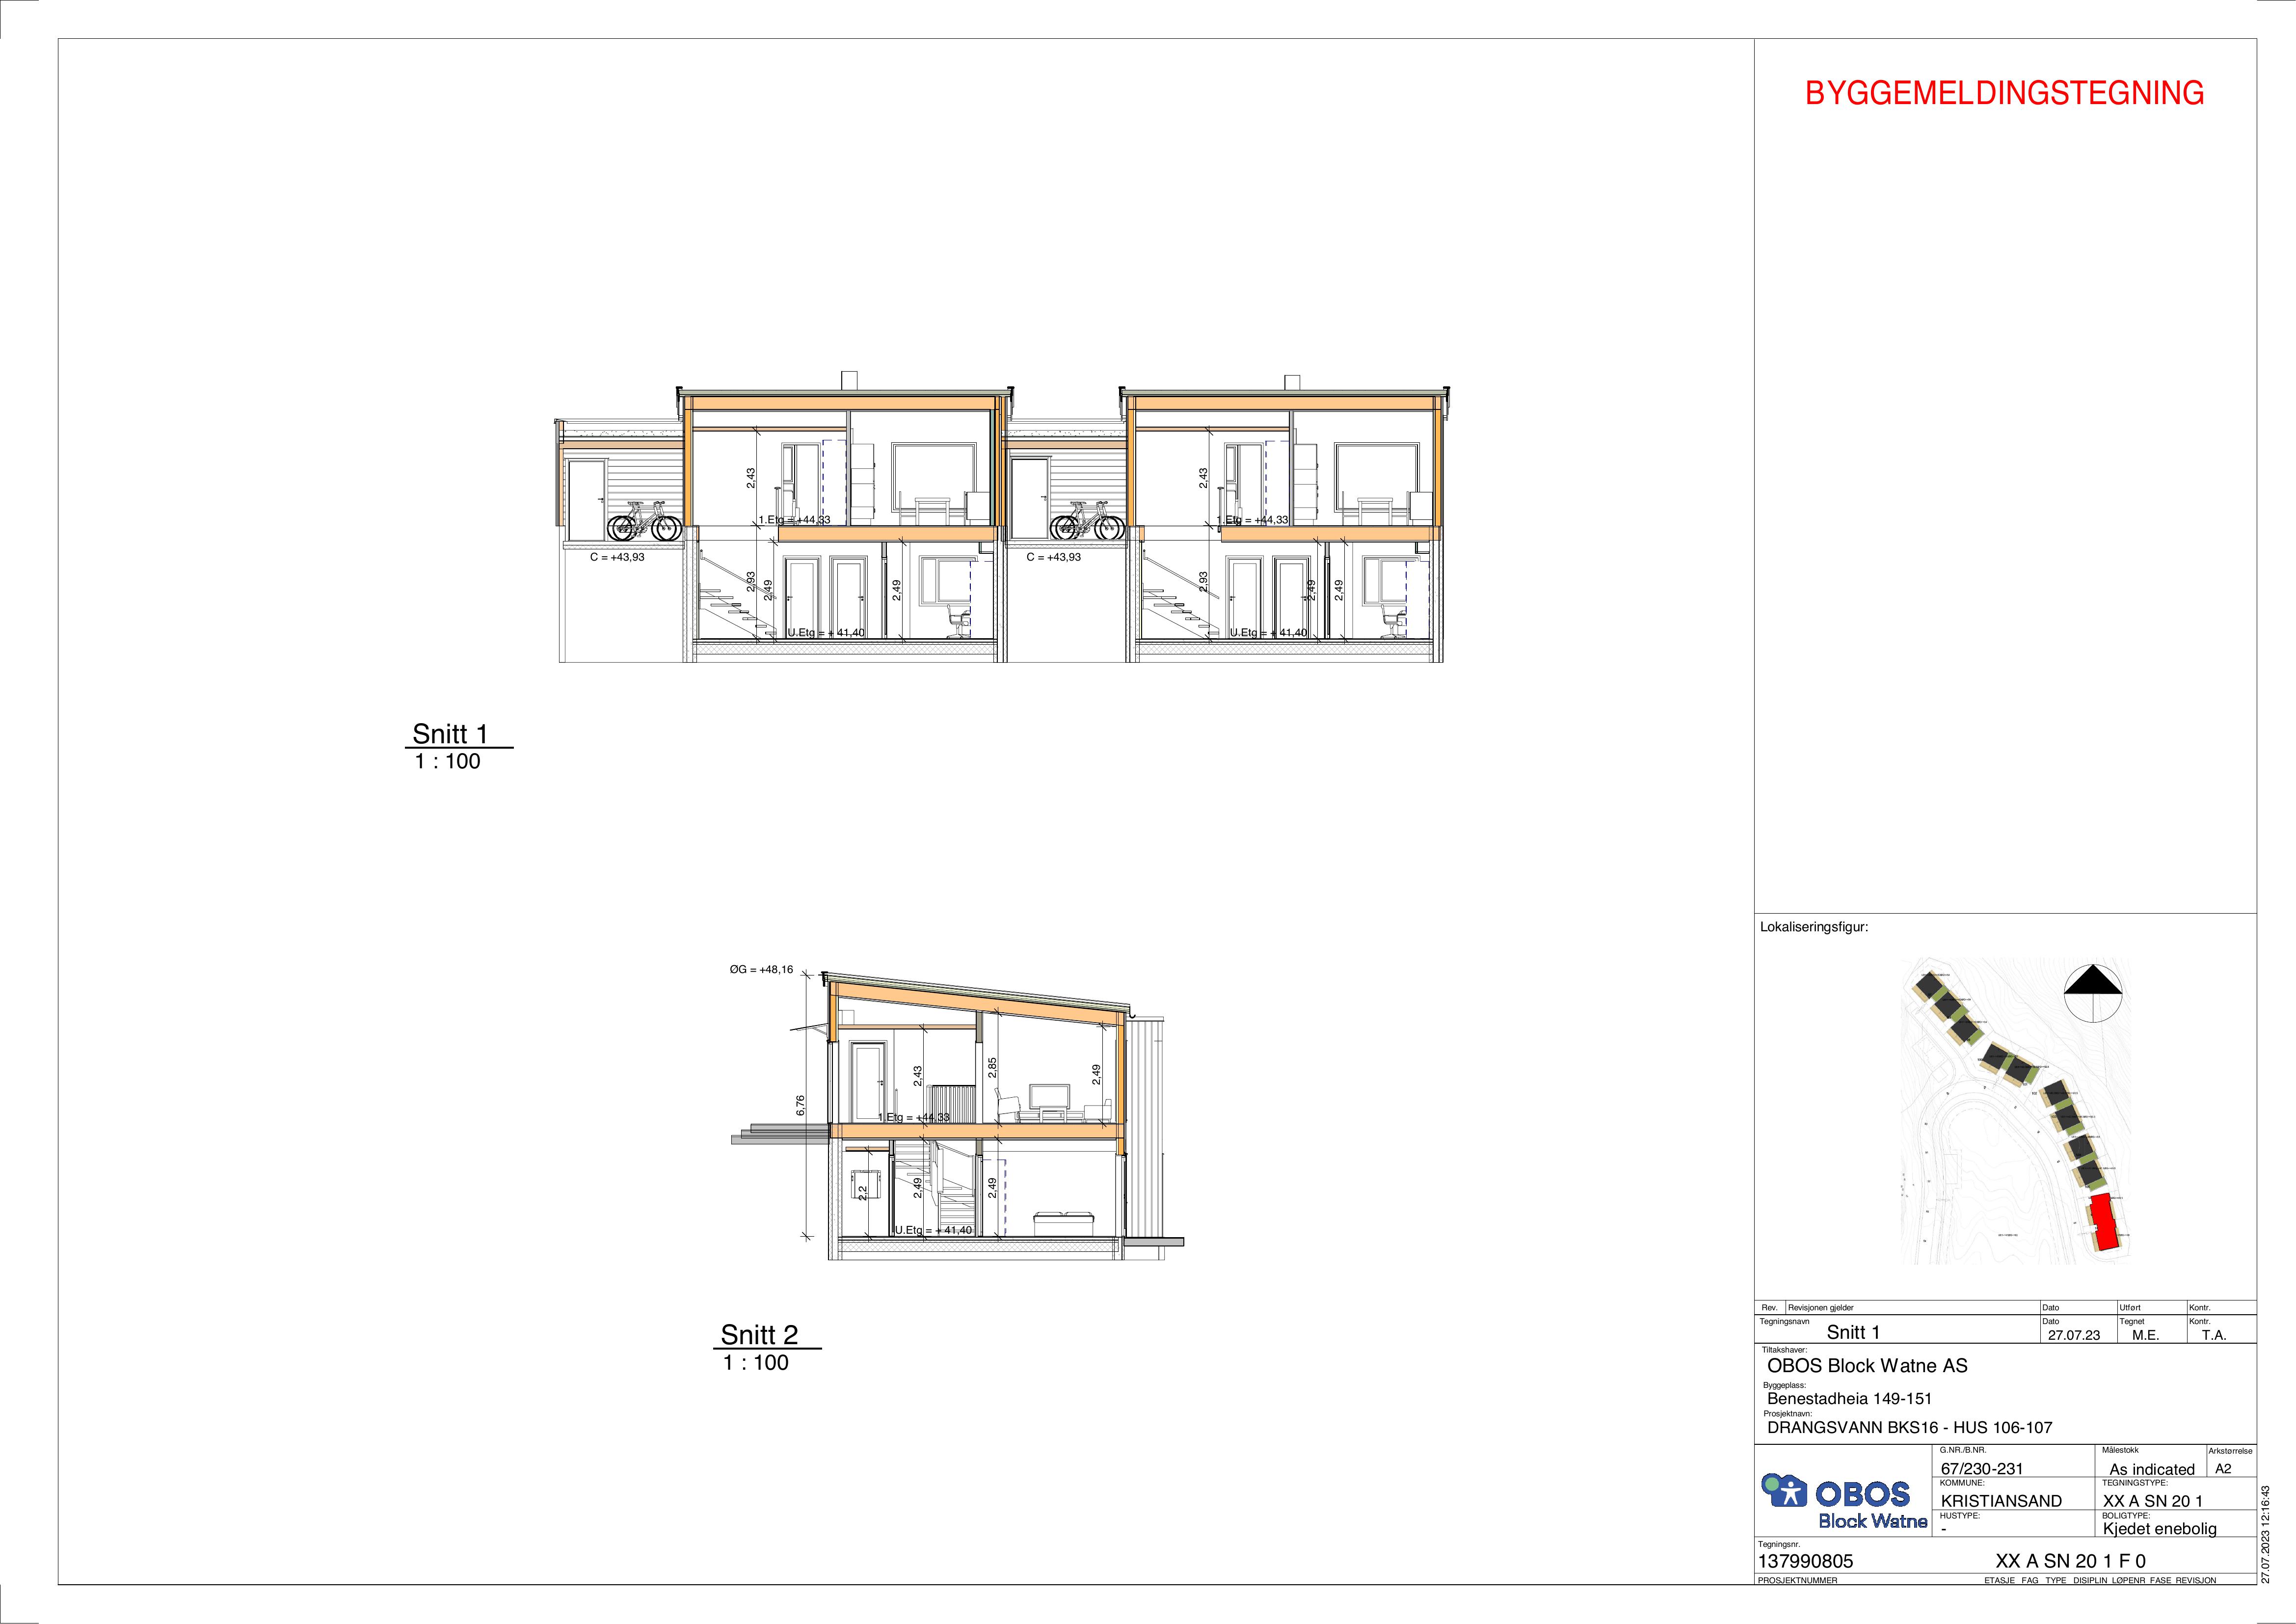 BYGGEMELDINGSTEGNING
2,43
2,43
1.Etg = +44,33
1.Etg = +44,33
C = +43,93
C = +43,93
2,93
2,49
2,49
2,93
2,49
2,49
U.Etg = + 41,40
U.Etg = + 41,40
Snitt 1
1 : 100
ØG = +48,16
6,76
2,43
2,85
2,49
1.Etg = +44,33
2,2
2,49
2,49
U.Etg = + 41,40
Snitt 2
1 : 100
Lokaliseringsfigur:
Rev. Revisjonen gjelder Dato Utført Kontr.
Tegningsnavn Dato Tegnet Kontr.
Snitt 1 27.07.23 M.E. T.A.
Tiltakshaver:
OBOS Block Watne AS
Byggeplass:
Benestadheia 149-151
Prosjektnavn:
DRANGSVANN BKS16 - HUS 106-107
G.NR./B.NR. Målestokk Arkstørrelse
67/230-231 As indicated A2
KOMMUNE: TEGNINGSTYPE:
KRISTIANSAND XX A SN 20 1
HUSTYPE: BOLIGTYPE:
- Kjedet enebolig
OBOS
Block Watne
Tegningsnr.
137990805 XX A SN 20 1 F 0
PROSJEKTNUMMER ETASJE FAG TYPE DISIPLIN LØPENR FASE REVISJON
27.07.2023 12:16:43